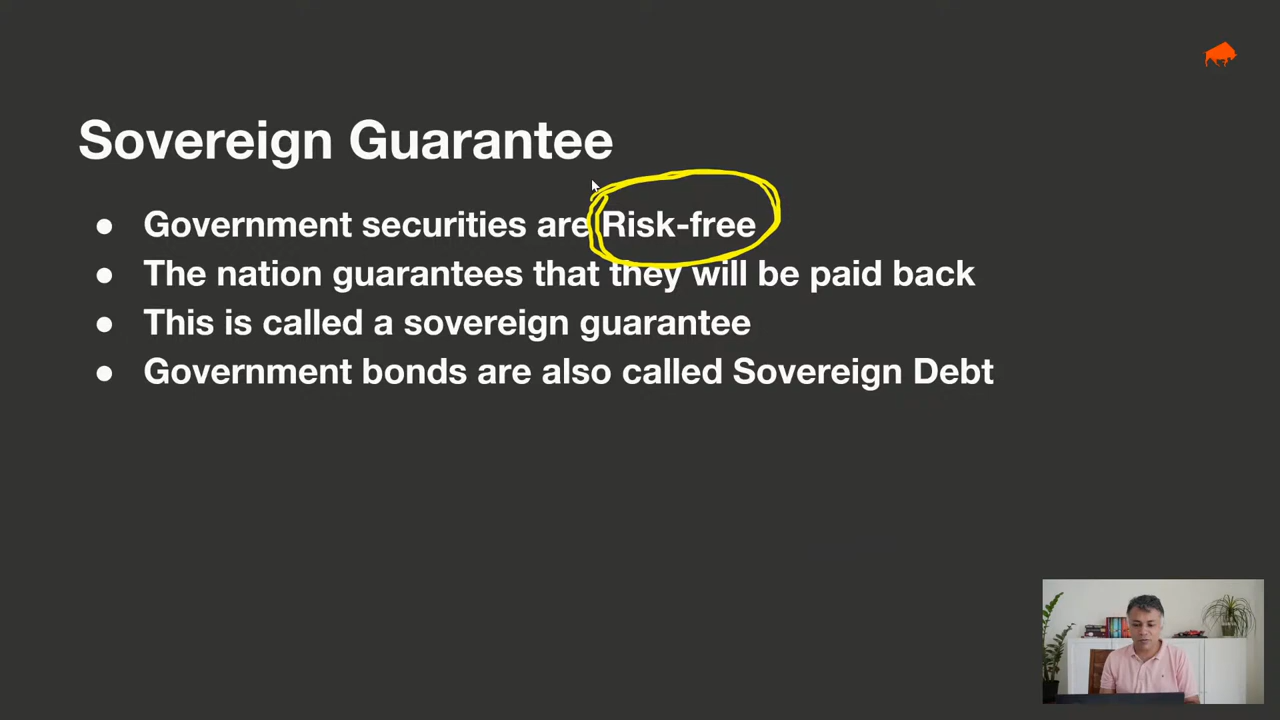 Sovereign Guarantee
● Government securities are Risk-free
● The nation guarantees that they will be paid back
● This is called a sovereign guarantee
● Government bonds are also called Sovereign Debt